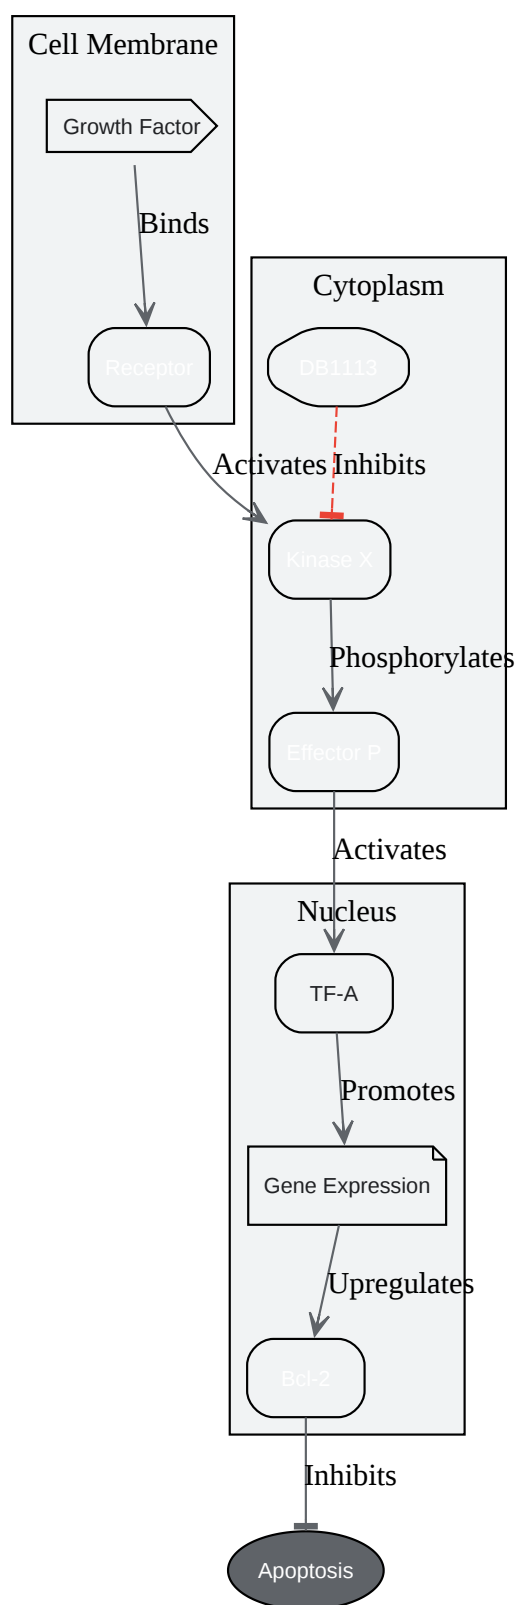 Cell Membrane
Growth Factor
Binds
Cytoplasm
Receptor
DB1113
Activates
Inhibits
Kinase X
Phosphorylates
Effector P
Activates
Nucleus
TF-A
Promotes
Gene Expression
Upregulates
Bcl-2
Inhibits
Apoptosis